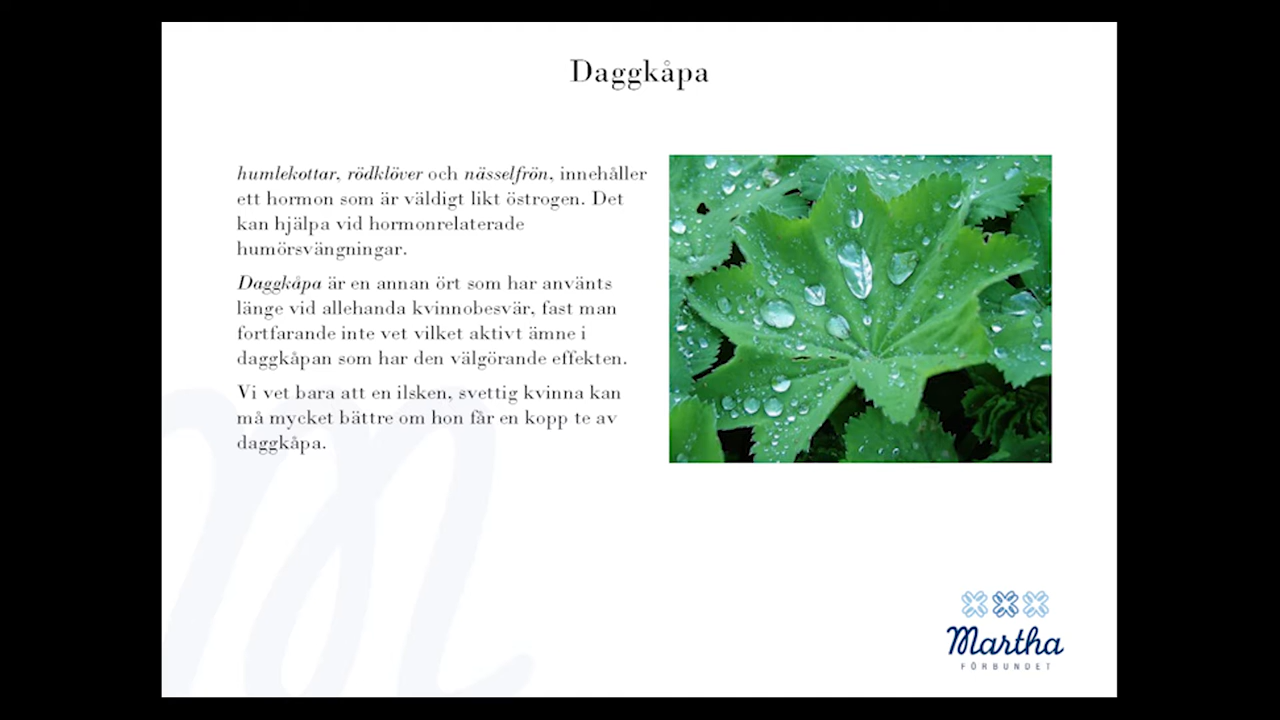 Daggkåpa
humlekottar, rödklöver och nässelfrön, innehåller
ett hormon som är väldigt likt östrogen. Det
kan hjälpa vid hormonrelaterade
humörsvängningar.
Daggkåpa är en annan ört som har använts
länge vid allehanda kvinnobesvär, fast man
fortfarande inte vet vilket aktivt ämne i
daggkåpan som har den välgörande effekten.
Vi vet bara att en ilsken, svettig kvinna kan
må mycket bättre om hon får en kopp te av
daggkåpa.
Martha
FÖRBUNDET